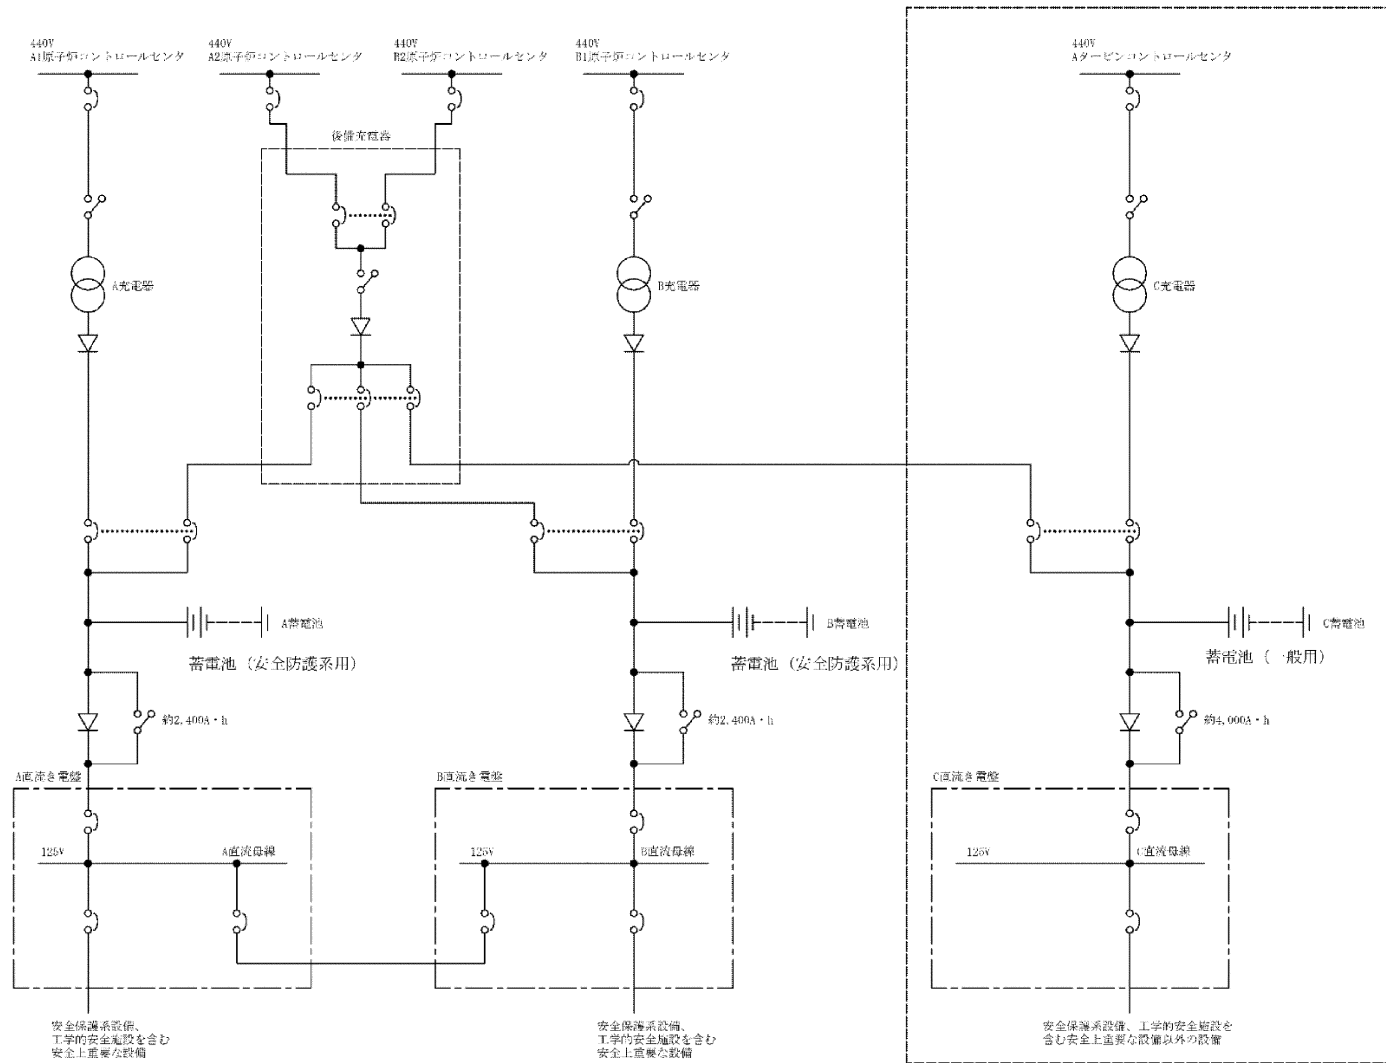 440V
A1原子炉コントロールセンタ
440V
A2原子炉コントロールセンタ
440V
B2原子炉コントロールセンタ
440V
B1原子炉コントロールセンタ
440V
Aタービンコントロールセンタ
後備充電器
A充電器
B充電器
C充電器
A蓄電池
蓄電池（安全防護系用）
B蓄電池
蓄電池（安全防護系用）
C蓄電池
蓄電池（一般用）
約2,400A・h
約2,400A・h
約4,000A・h
A直流き電盤
B直流き電盤
C直流き電盤
125V
A直流母線
125V
B直流母線
125V
C直流母線
安全保護系設備、
工学的安全施設を含む
安全上重要な設備
安全保護系設備、
工学的安全施設を含む
安全上重要な設備
安全保護系設備、工学的安全施設を
含む安全上重要な設備以外の設備